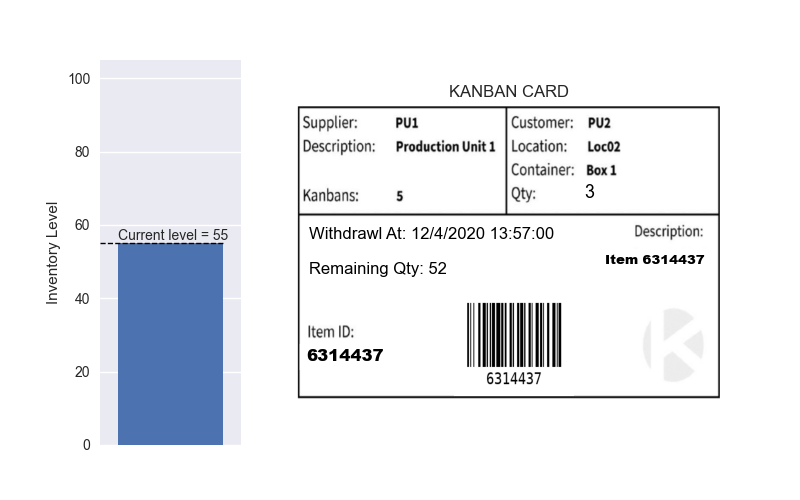 100
80
60
40
20
0
Inventory Level
Current level = 55
KANBAN CARD
Supplier: PU1
Description: Production Unit 1
Kanbans: 5
Customer: PU2
Location: Loc02
Container: Box 1
Qty: 3
Withdrawl At: 12/4/2020 13:57:00
Remaining Qty: 52
Description:
Item 6314437
Item ID:
6314437
6314437